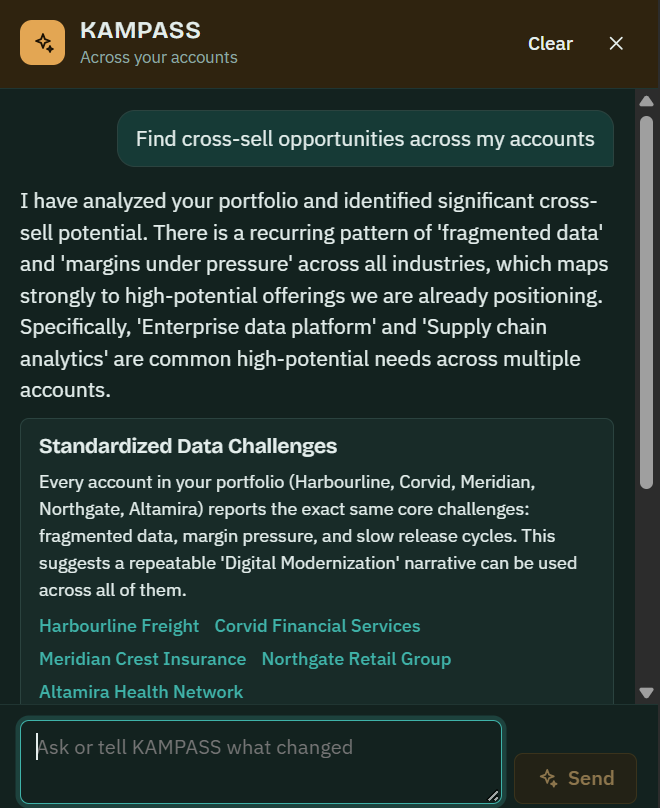 KAMPASS
Across your accounts
Clear
Find cross-sell opportunities across my accounts
I have analyzed your portfolio and identified significant cross-
sell potential. There is a recurring pattern of 'fragmented data'
and 'margins under pressure' across all industries, which maps
strongly to high-potential offerings we are already positioning.
Specifically, 'Enterprise data platform' and 'Supply chain
analytics' are common high-potential needs across multiple
accounts.
Standardized Data Challenges
Every account in your portfolio (Harbourline, Corvid, Meridian,
Northgate, Altamira) reports the exact same core challenges:
fragmented data, margin pressure, and slow release cycles. This
suggests a repeatable 'Digital Modernization' narrative can be used
across all of them.
Harbourline Freight Corvid Financial Services
Meridian Crest Insurance Northgate Retail Group
Altamira Health Network
Ask or tell KAMPASS what changed
Send